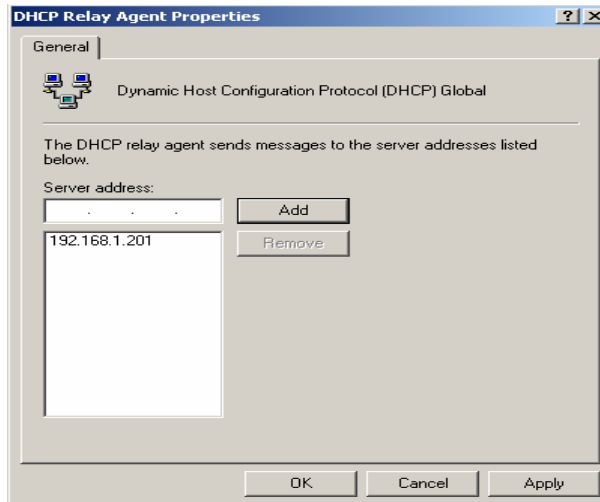 DHCP Relay Agent Properties
General
Dynamic Host Configuration Protocol (DHCP) Global
The DHCP relay agent sends messages to the server addresses listed
below.
Server address:
. . .
Add
192.168.1.201
Remove
OK
Cancel
Apply